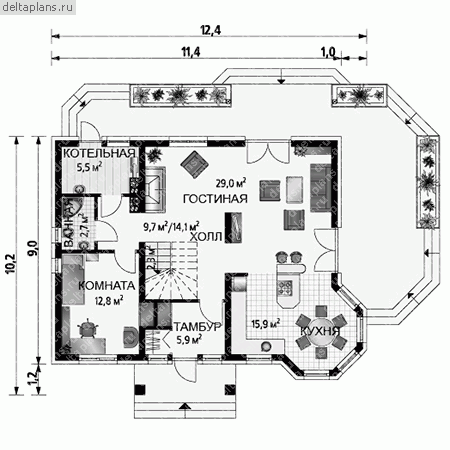 deltaplans.ru
12,4
11,4
1,0
КОТЕЛЬНАЯ
5,5 м²
29,0 м²
ГОСТИНАЯ
ВАННАЯ
2,7 м²
9,7 м²/14,1 м²
ХОЛЛ
2,3 м²
КОМНАТА
12,8 м²
ТАМБУР
5,9 м²
15,9 м²
КУХНЯ
10,2
9,0
1,2